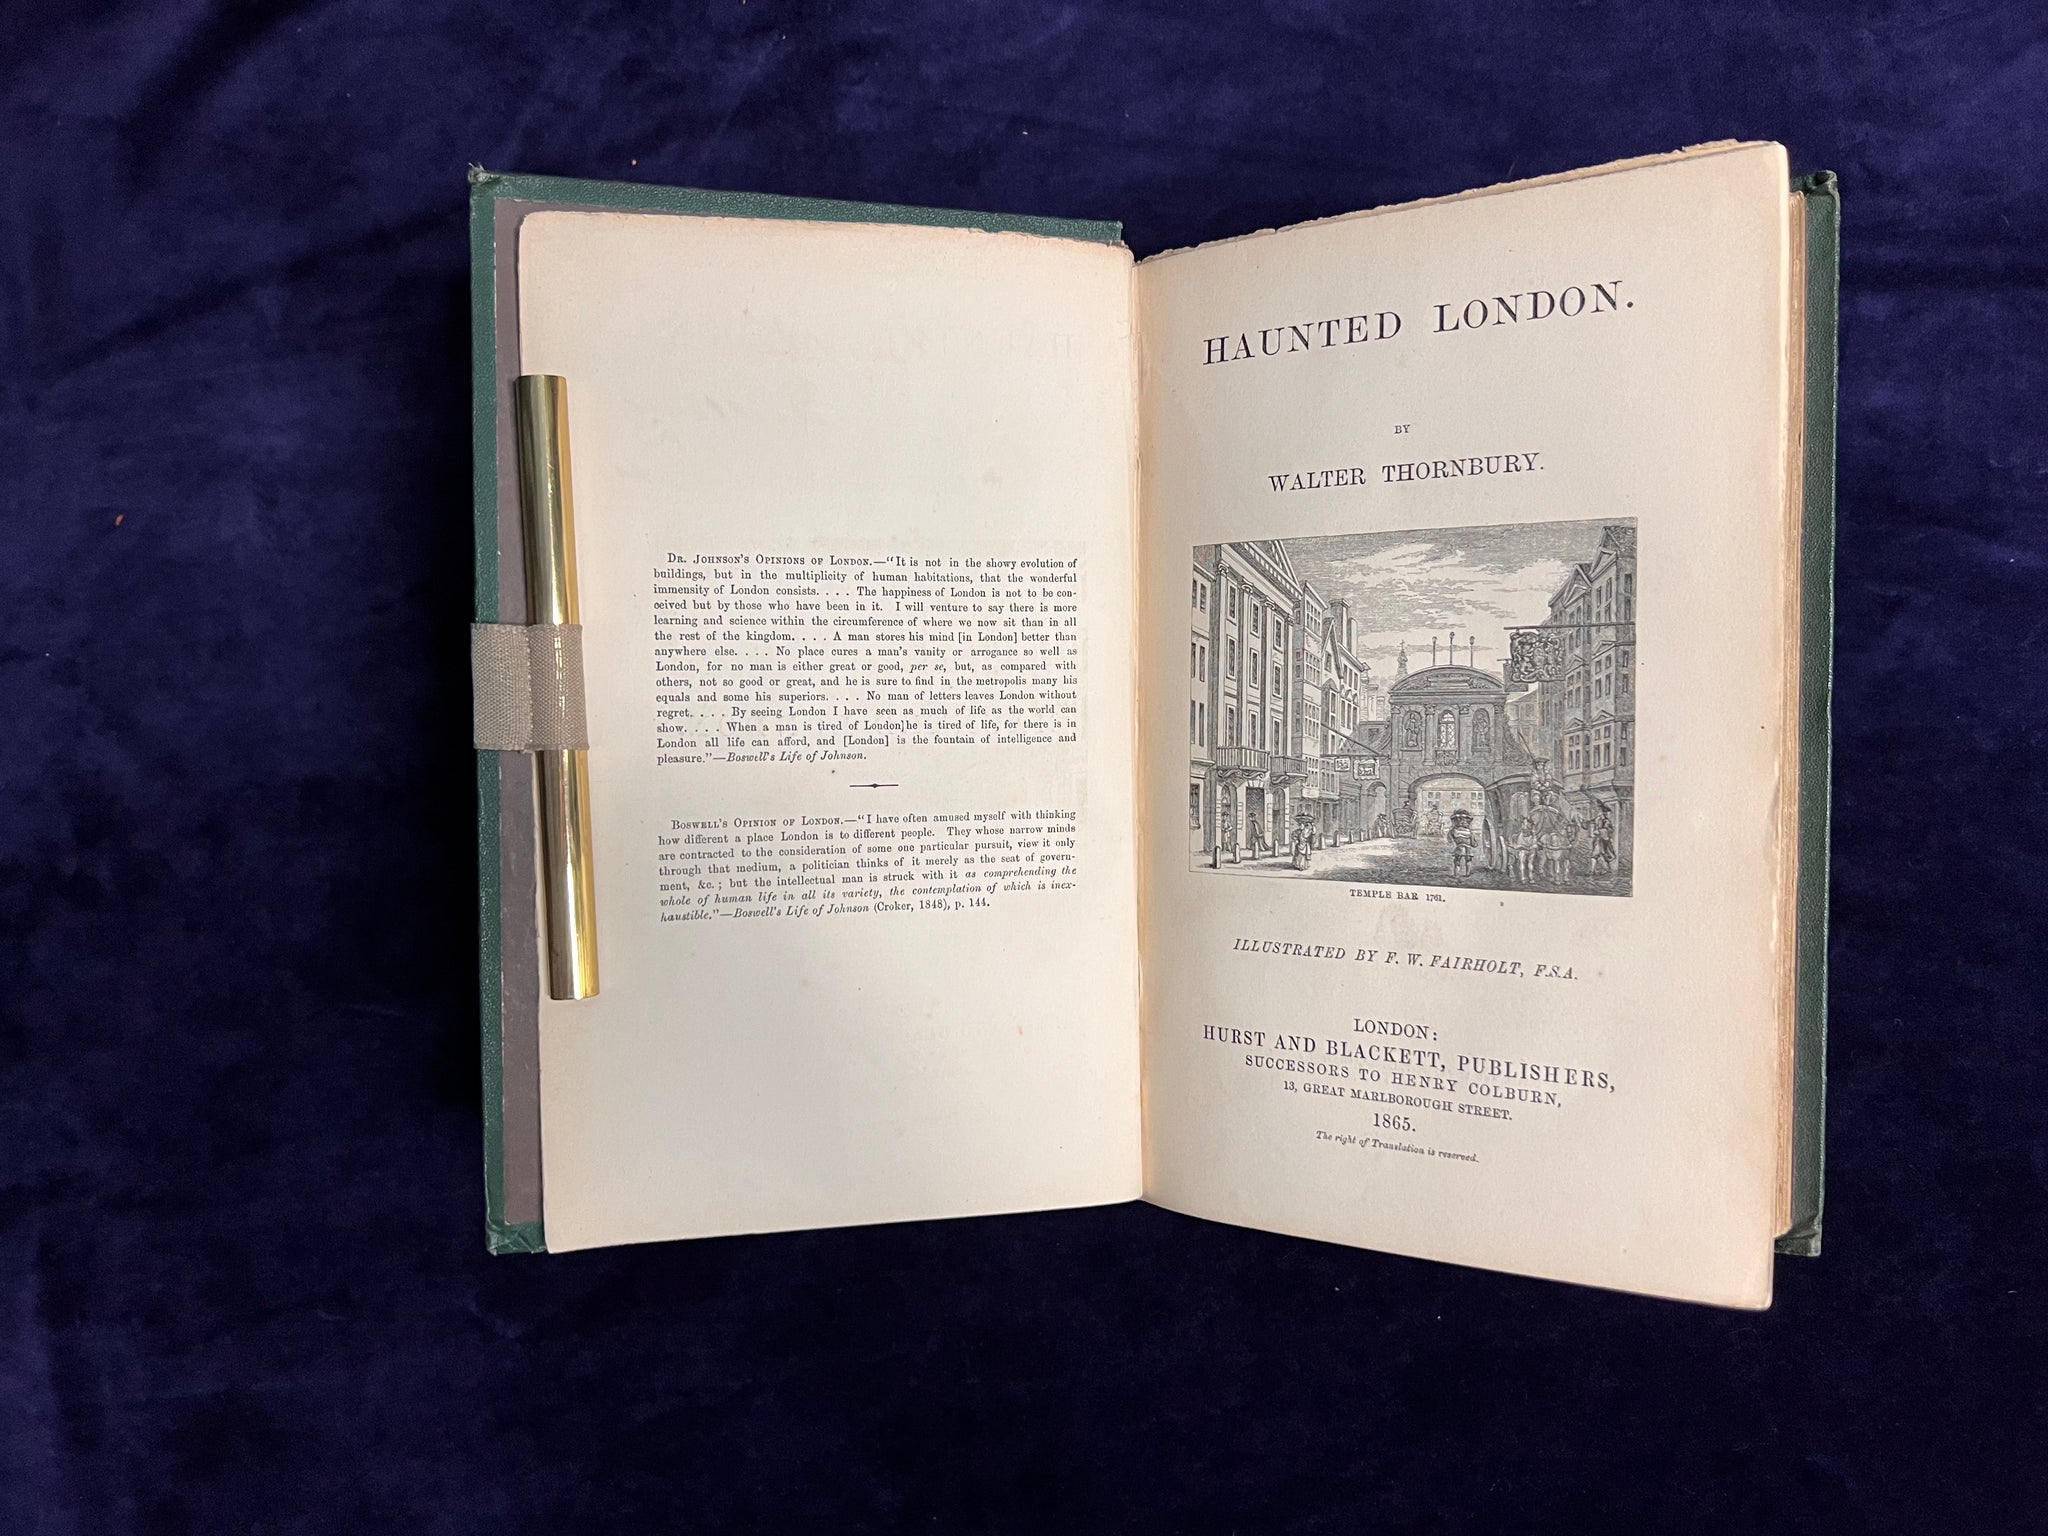 DR. JOHNSON'S OPINIONS OF LONDON.—"It is not in the showy evolution of
buildings, but in the multiplicity of human habitations, that the wonderful
immensity of London consists. . . . The happiness of London is not to be con-
ceived but by those who have been in it. I will venture to say there is more
learning and science within the circumference of where we now sit than in all
the rest of the kingdom. . . . A man stores his mind [in London] better than
anywhere else. . . . No place cures a man's vanity or arrogance so well as
London, for no man is either great or good, per se, but, as compared with
others, not so good or great, and he is sure to find in the metropolis many his
equals and some his superiors. . . . No man of letters leaves London without
regret. . . . By seeing London I have seen as much of life as the world can
show. . . . When a man is tired of London]he is tired of life, for there is in
London all life can afford, and [London] is the fountain of intelligence and
pleasure."—Boswell's Life of Johnson.
BOSWELL'S OPINION OF LONDON.—"I have often amused myself with thinking
how different a place London is to different people. They whose narrow minds
are contracted to the consideration of some one particular pursuit, view it only
through that medium, a politician thinks of it merely as the seat of govern-
ment, &c.; but the intellectual man is struck with it as comprehending the
whole of human life in all its variety, the contemplation of which is inex-
haustible."—Boswell's Life of Johnson (Croker, 1848), p. 144.
HAUNTED LONDON.
BY
WALTER THORNBURY.
TEMPLE BAR 1761.
ILLUSTRATED BY F. W. FAIRHOLT, F.S.A.
LONDON:
HURST AND BLACKETT, PUBLISHERS,
SUCCESSORS TO HENRY COLBURN,
13, GREAT MARLBOROUGH STREET.
1865.
The right of Translation is reserved.